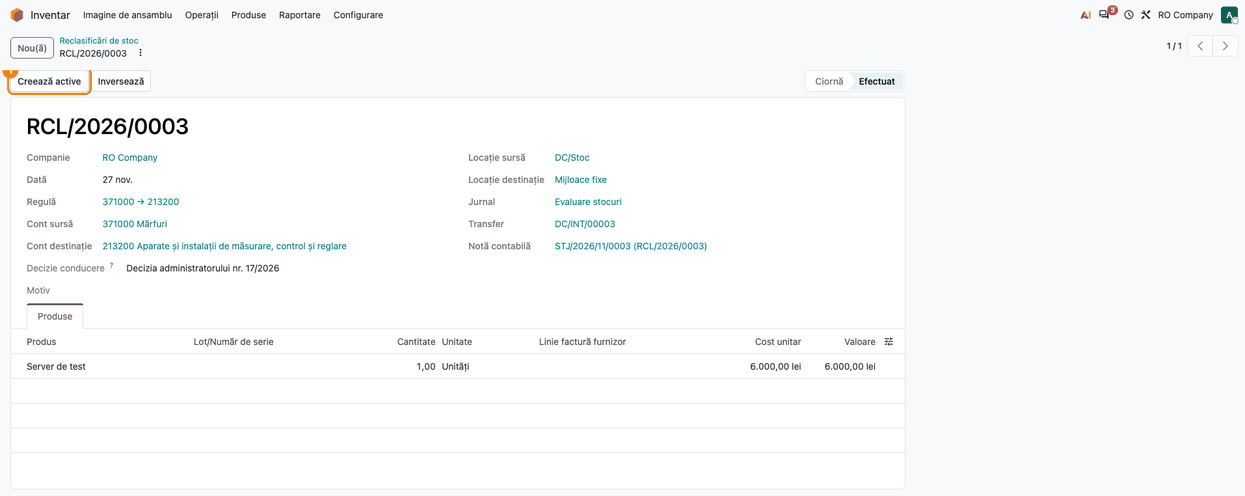 Inventar Imagine de ansamblu Operații Produse Raportare Configurare AI 3 RO Company A
Nou(ă) Reclasificări de stoc
RCL/2026/0003
1 / 1
Creează active Inversează Ciornă Efectuat
RCL/2026/0003
Companie RO Company Locație sursă DC/Stoc
Dată 27 nov. Locație destinație Mijloace fixe
Regulă 371000 → 213200 Jurnal Evaluare stocuri
Cont sursă 371000 Mărfuri Transfer DC/INT/00003
Cont destinație 213200 Aparate și instalații de măsurare, control și reglare Notă contabilă STJ/2026/11/0003 (RCL/2026/0003)
Decizie conducere ? Decizia administratorului nr. 17/2026
Motiv
Produse
Produs Lot/Număr de serie Cantitate Unitate Linie factură furnizor Cost unitar Valoare
Server de test 1,00 Unități 6.000,00 lei 6.000,00 lei